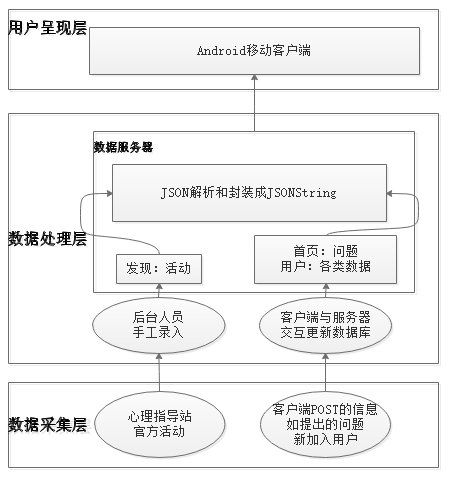 用户呈现层
Android移动客户端
数据服务器
JSON解析和封装成JSONString
数据处理层
发现：活动
首页：问题
用户：各类数据
后台人员
手工录入
客户端与服务器
交互更新数据库
数据采集层
心理指导站
官方活动
客户端POST的信息
如提出的问题
新加入用户